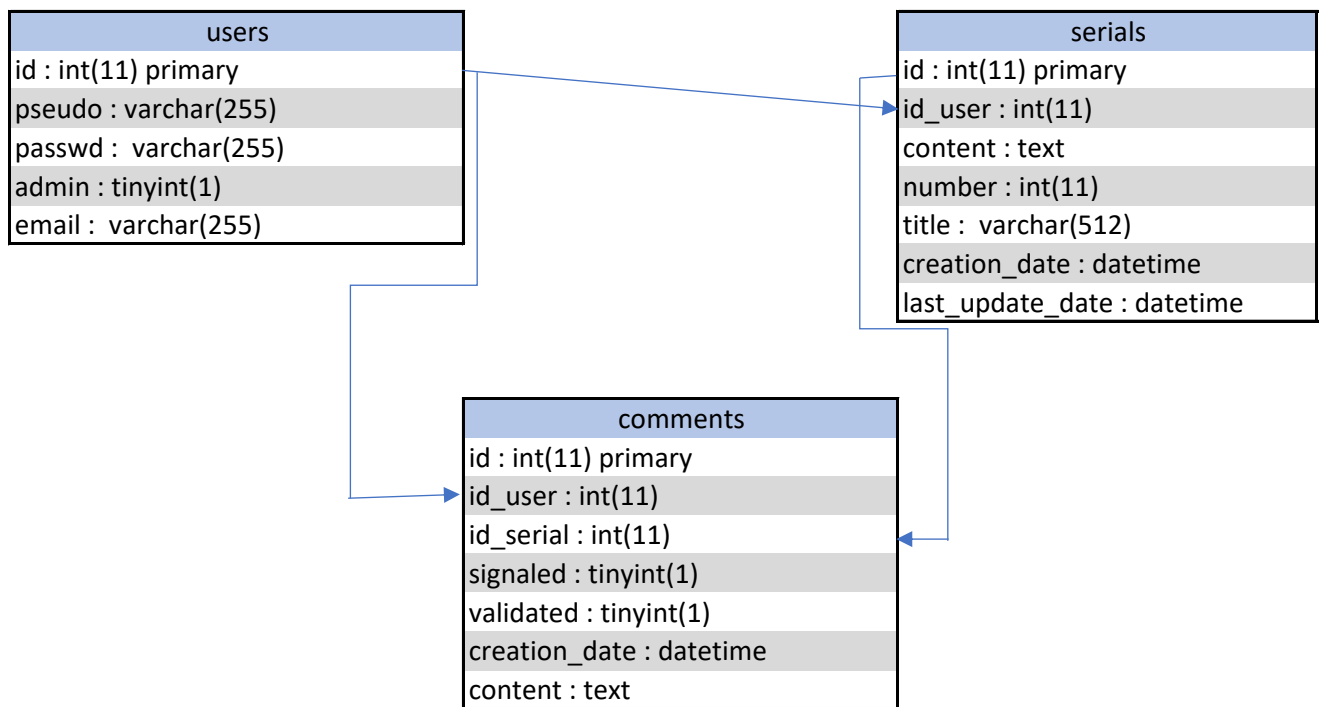 users
id : int(11) primary
pseudo : varchar(255)
passwd :  varchar(255)
admin : tinyint(1)
email :  varchar(255)
serials
id : int(11) primary
id_user : int(11)
content : text
number : int(11)
title :  varchar(512)
creation_date : datetime
last_update_date : datetime
comments
id : int(11) primary
id_user : int(11)
id_serial : int(11)
signaled : tinyint(1)
validated : tinyint(1)
creation_date : datetime
content : text